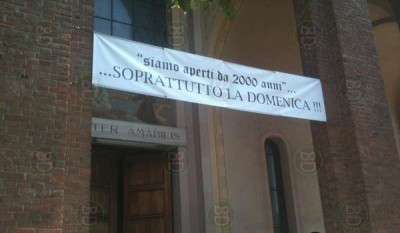 "siamo aperti da 2000 anni"...
...SOPRATTUTTO LA DOMENICA !!!
TER AMABILIS